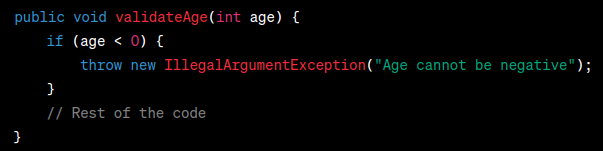 public void validateAge(int age) {
    if (age < 0) {
        throw new IllegalArgumentException("Age cannot be negative");
    }
    // Rest of the code
}